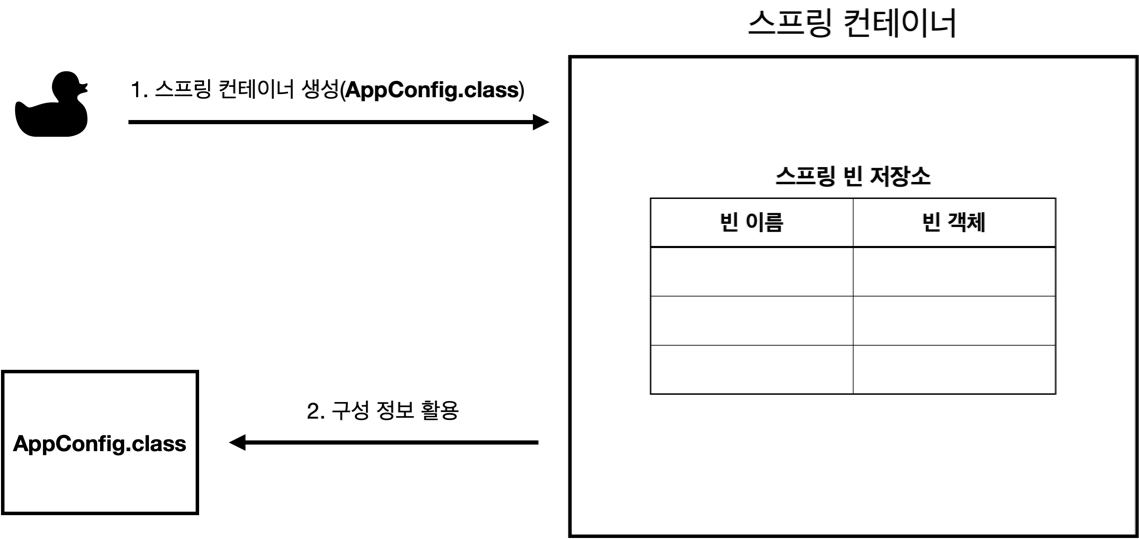 스프링 컨테이너
1. 스프링 컨테이너 생성(AppConfig.class)
스프링 빈 저장소
빈 이름
빈 객체
2. 구성 정보 활용
AppConfig.class